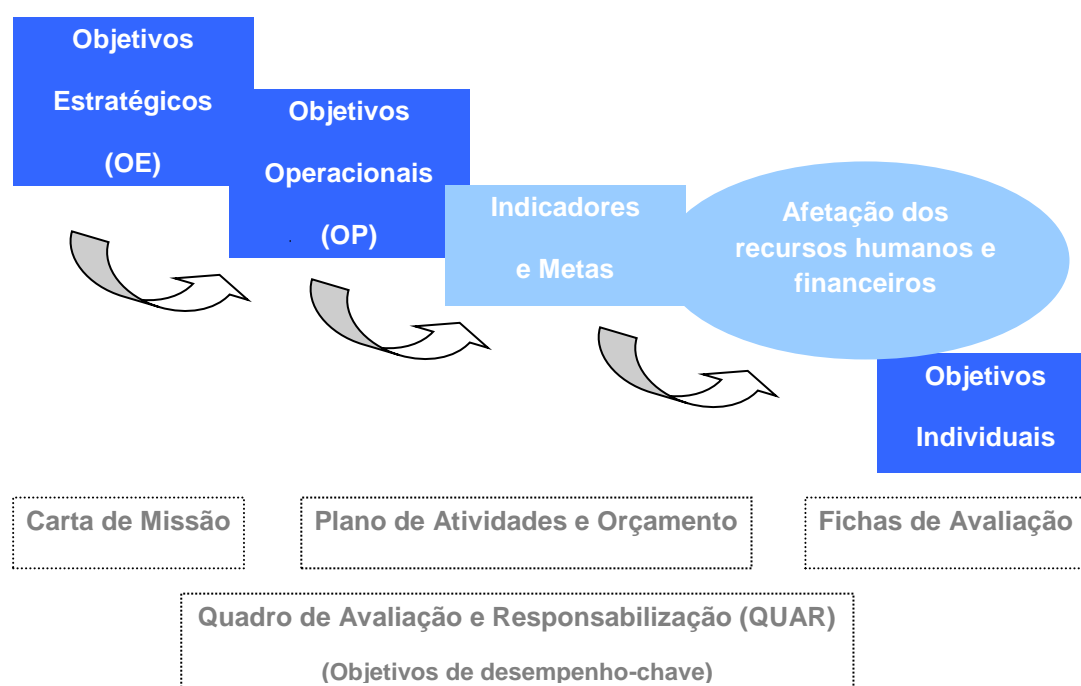 Objetivos
Estratégicos
(OE)
Objetivos
Operacionais
(OP)
Indicadores
e Metas
Afetação dos
recursos humanos e
financeiros
Objetivos
Individuais
Carta de Missão
Plano de Atividades e Orçamento
Fichas de Avaliação
Quadro de Avaliação e Responsabilização (QUAR)
(Objetivos de desempenho-chave)